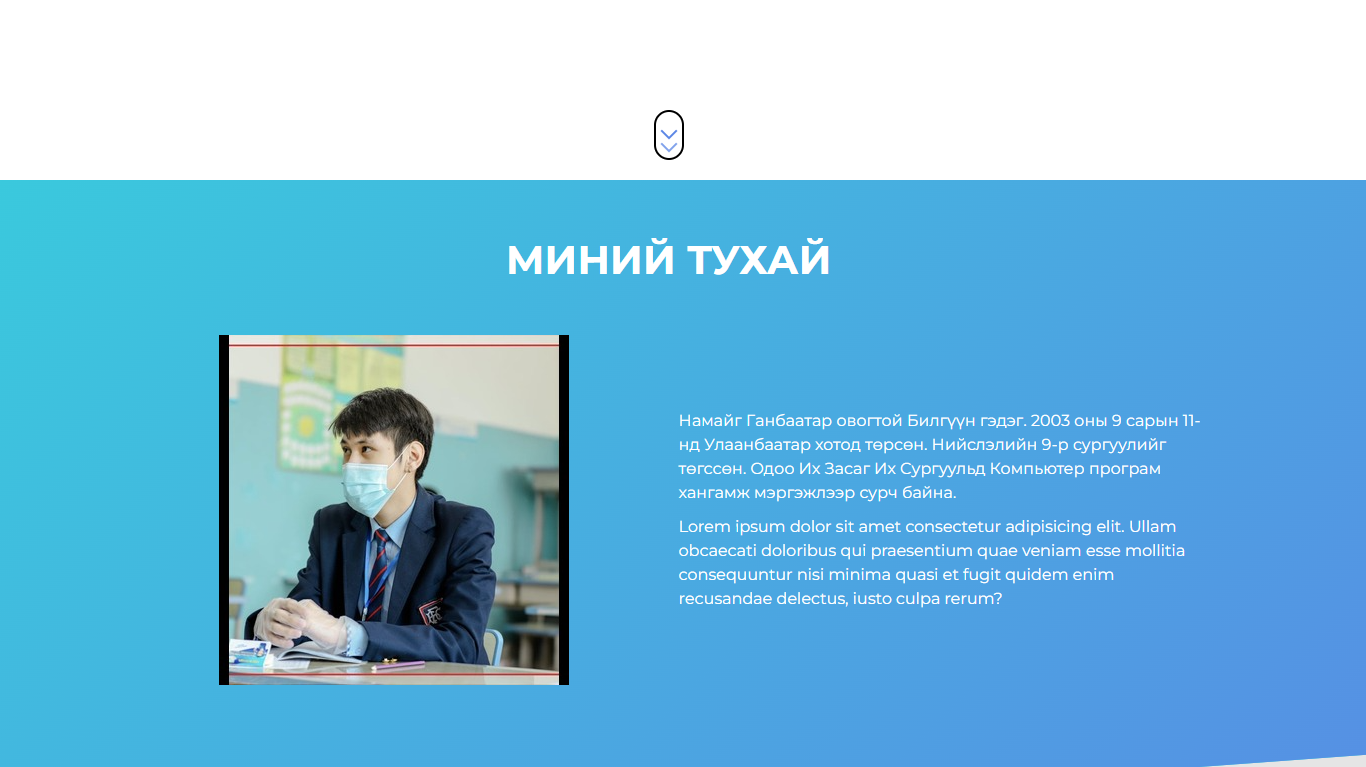 МИНИЙ ТУХАЙ
Намайг Ганбаатар овогтой Билгүүн гэдэг. 2003 оны 9 сарын 11-
нд Улаанбаатар хотод төрсөн. Нийслэлийн 9-р сургуулийг
төгссөн. Одоо Их Засаг Их Сургуульд Компьютер програм
хангамж мэргэжлээр сурч байна.
Lorem ipsum dolor sit amet consectetur adipisicing elit. Ullam
obcaecati doloribus qui praesentium quae veniam esse mollitia
consequuntur nisi minima quasi et fugit quidem enim
recusandae delectus, iusto culpa rerum?